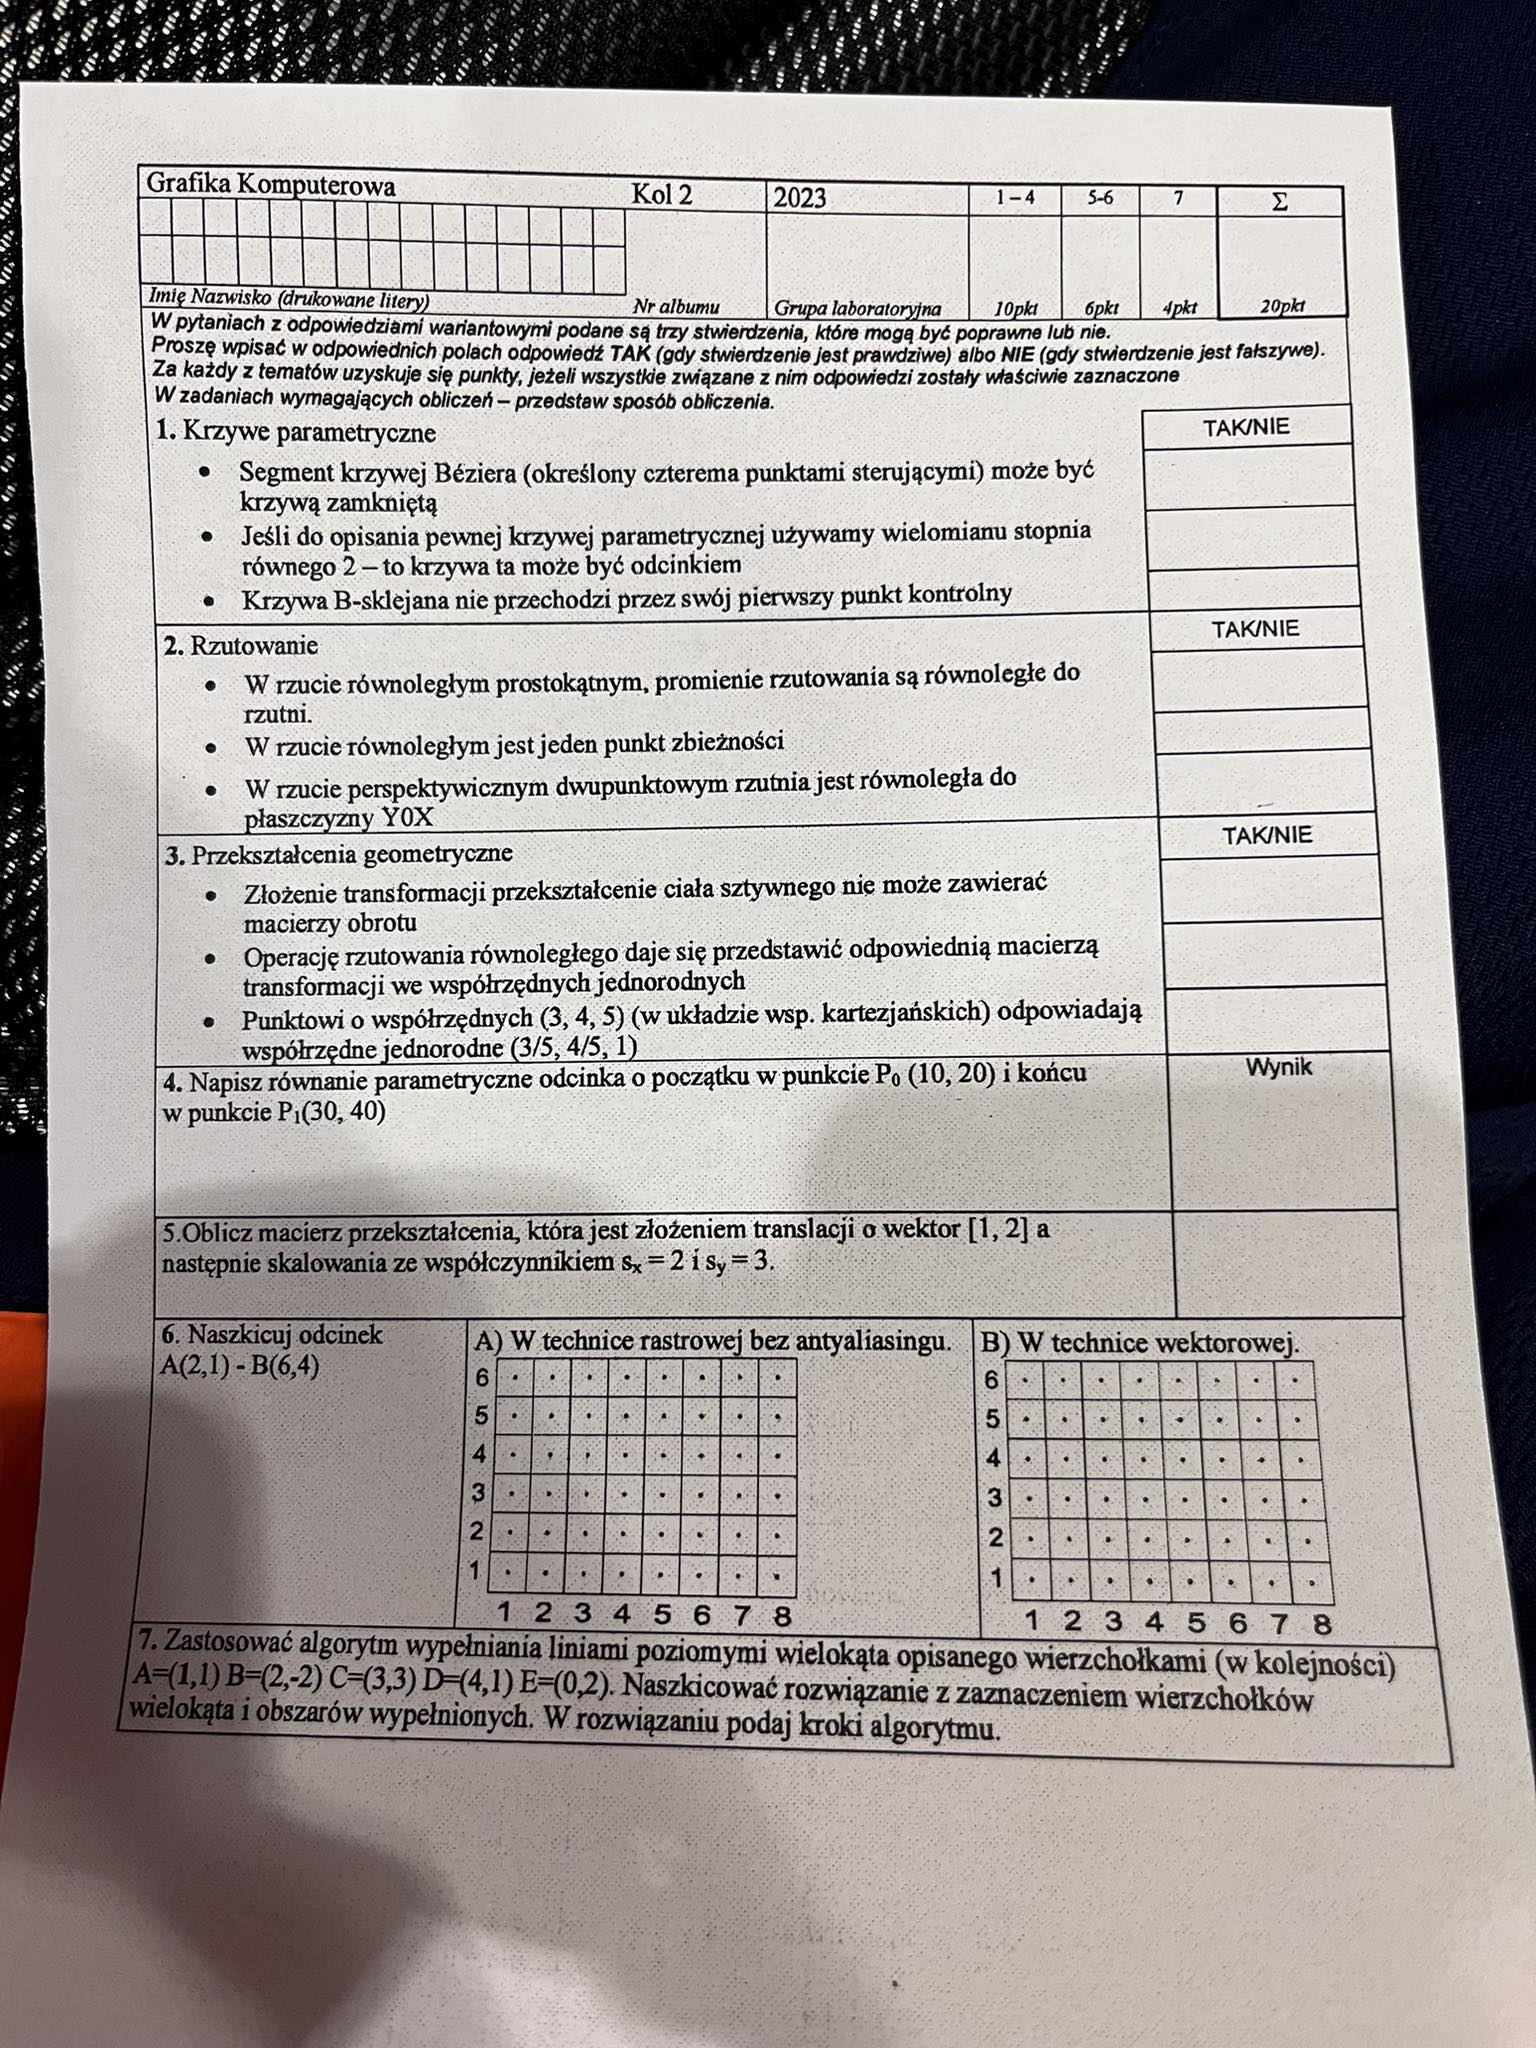 Grafika Komputerowa Kol 2 2023 1 – 4 5-6 7 Σ
Imię Nazwisko (drukowane litery) Nr albumu Grupa laboratoryjna 10pkt 6pkt 4pkt 20pkt
W pytaniach z odpowiedziami wariantowymi podane są trzy stwierdzenia, które mogą być poprawne lub nie.
Proszę wpisać w odpowiednich polach odpowiedź TAK (gdy stwierdzenie jest prawdziwe) albo NIE (gdy stwierdzenie jest fałszywe).
Za każdy z tematów uzyskuje się punkty, jeżeli wszystkie związane z nim odpowiedzi zostały właściwie zaznaczone
W zadaniach wymagających obliczeń – przedstaw sposób obliczenia.
1. Krzywe parametryczne TAK/NIE
• Segment krzywej Béziera (określony czterema punktami sterującymi) może być
krzywą zamkniętą
• Jeśli do opisania pewnej krzywej parametrycznej używamy wielomianu stopnia
równego 2 – to krzywa ta może być odcinkiem
• Krzywa B-sklejana nie przechodzi przez swój pierwszy punkt kontrolny
2. Rzutowanie TAK/NIE
• W rzucie równoległym prostokątnym, promienie rzutowania są równoległe do
rzutni.
• W rzucie równoległym jest jeden punkt zbieżności
• W rzucie perspektywicznym dwupunktowym rzutnia jest równoległa do
płaszczyzny Y0X
3. Przekształcenia geometryczne TAK/NIE
• Złożenie transformacji przekształcenie ciała sztywnego nie może zawierać
macierzy obrotu
• Operację rzutowania równoległego daje się przedstawić odpowiednią macierzą
transformacji we współrzędnych jednorodnych
• Punktowi o współrzędnych (3, 4, 5) (w układzie wsp. kartezjańskich) odpowiadają
współrzędne jednorodne (3/5, 4/5, 1)
4. Napisz równanie parametryczne odcinka o początku w punkcie P₀ (10, 20) i końcu Wynik
w punkcie P₁(30, 40)
5.Oblicz macierz przekształcenia, która jest złożeniem translacji o wektor [1, 2] a
następnie skalowania ze współczynnikiem sₓ = 2 i sᵧ = 3.
6. Naszkicuj odcinek
A(2,1) - B(6,4)
A) W technice rastrowej bez antyaliasingu.
6
5
4
3
2
1
1 2 3 4 5 6 7 8
B) W technice wektorowej.
6
5
4
3
2
1
1 2 3 4 5 6 7 8
7. Zastosować algorytm wypełniania liniami poziomymi wielokąta opisanego wierzchołkami (w kolejności)
A=(1,1) B=(2,-2) C=(3,3) D=(4,1) E=(0,2). Naszkicować rozwiązanie z zaznaczeniem wierzchołków
wielokąta i obszarów wypełnionych. W rozwiązaniu podaj kroki algorytmu.